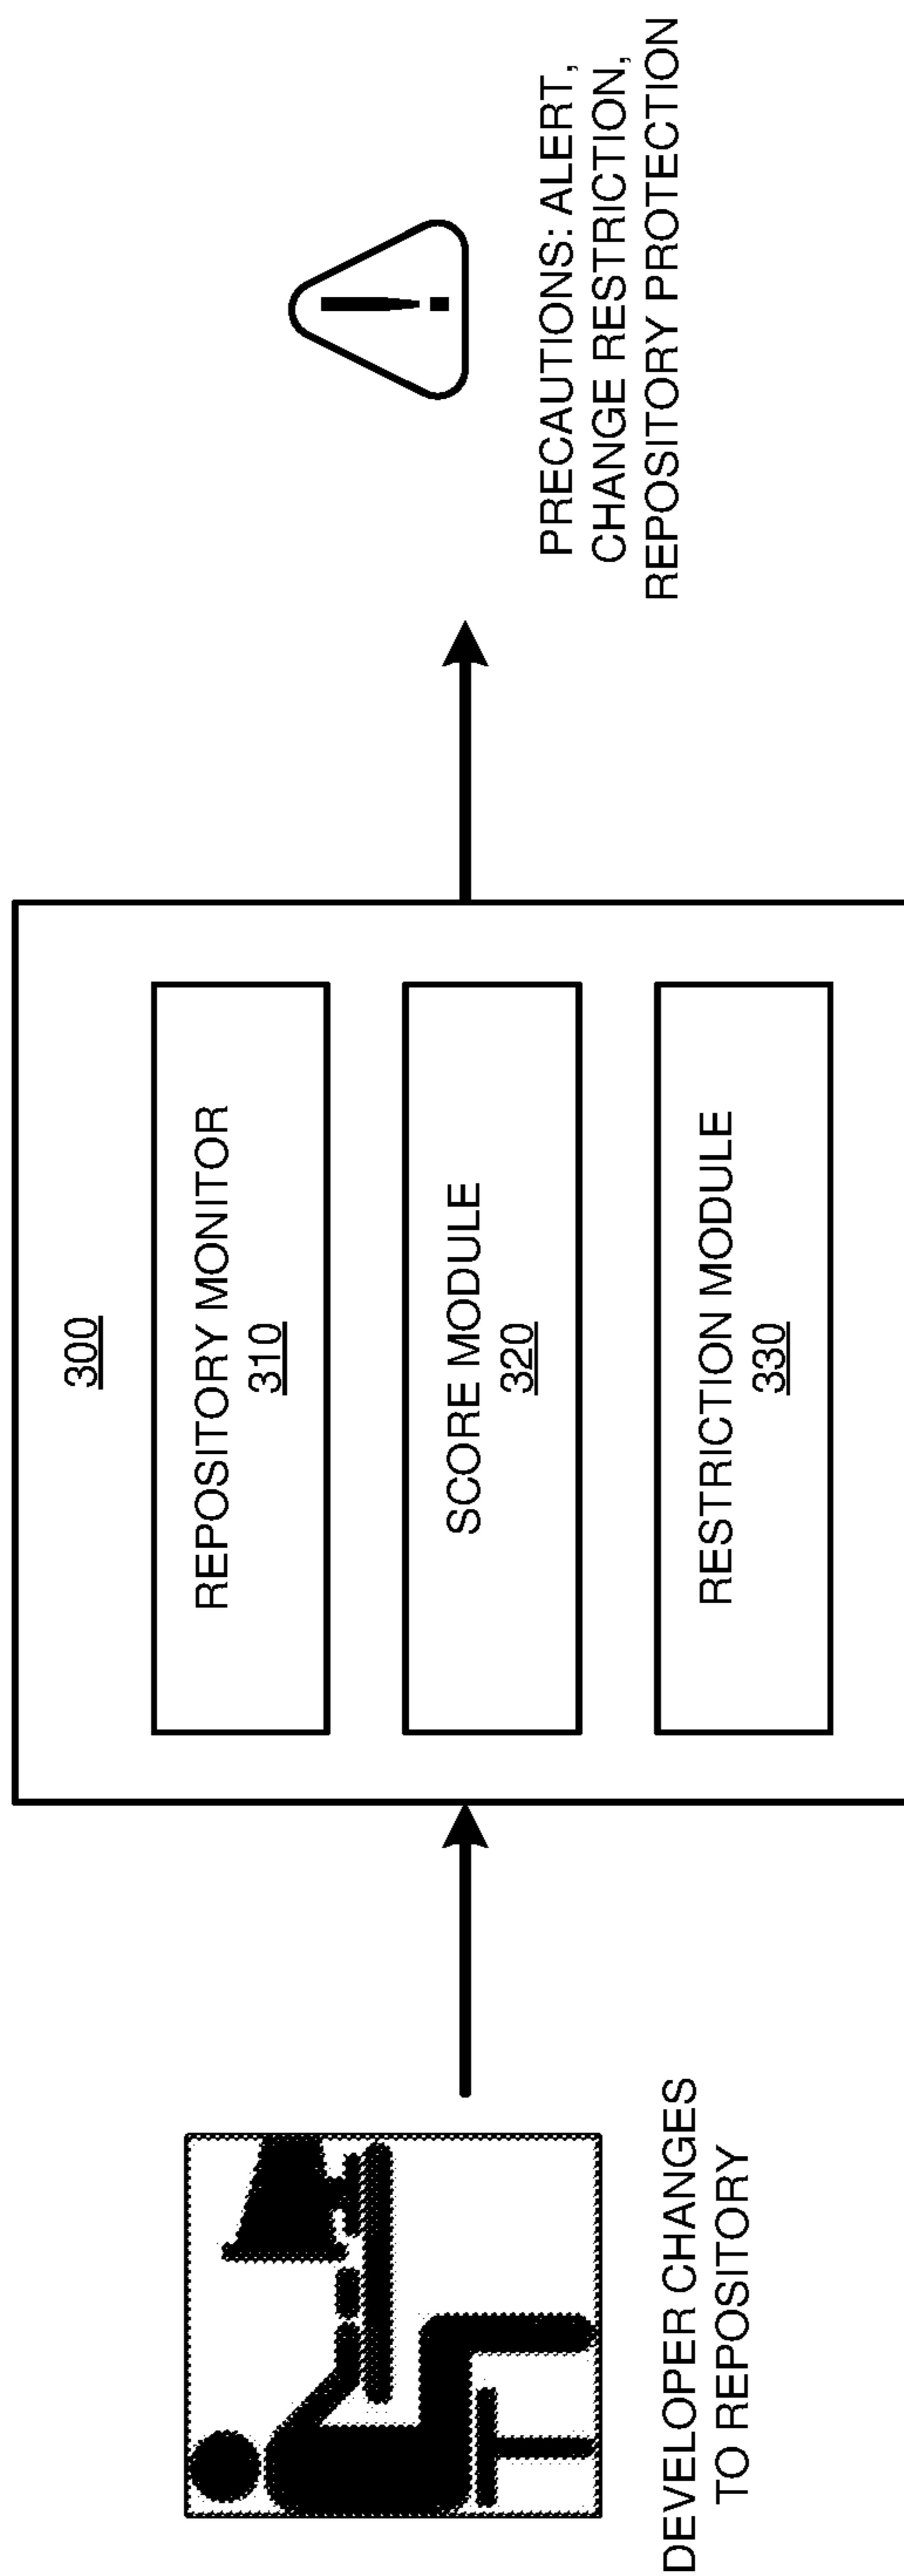 DEVELOPER CHANGES
TO REPOSITORY
300
REPOSITORY MONITOR
310
SCORE MODULE
320
RESTRICTION MODULE
330
PRECAUTIONS: ALERT,
CHANGE RESTRICTION,
REPOSITORY PROTECTION